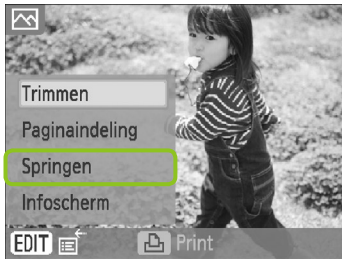 Trimmen
Paginaindeling
Springen
Infoscherm
EDIT Print